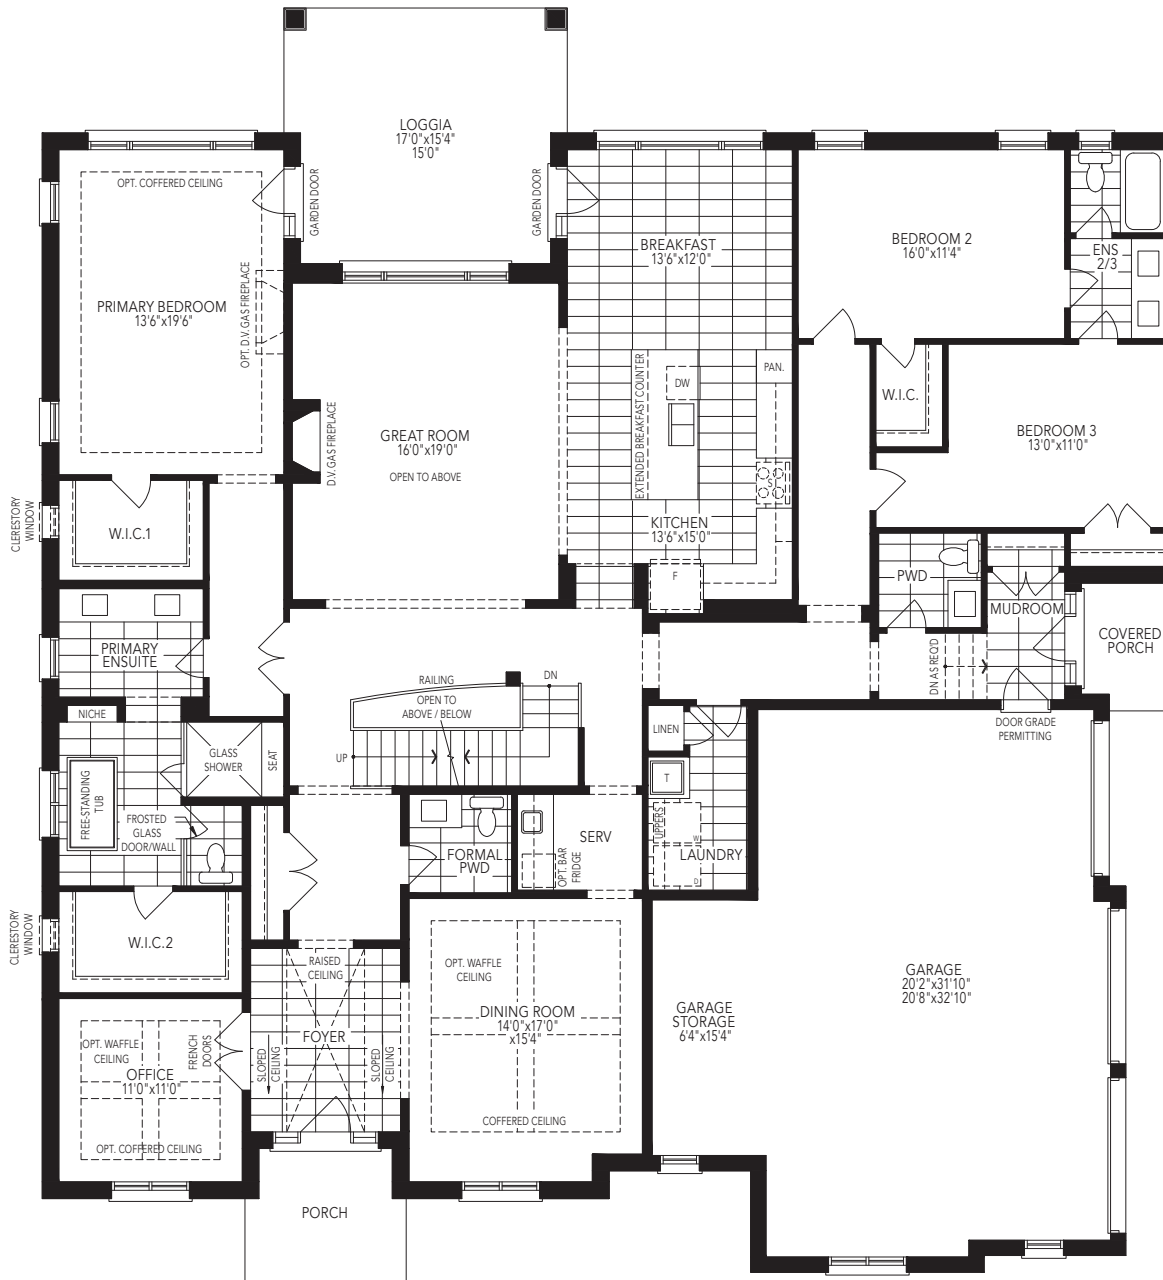 LOGGIA
17'0"x15'4"
15'0"
OPT. COFFERED CEILING
GARDEN DOOR
GARDEN DOOR
BREAKFAST
13'6"x12'0"
BEDROOM 2
16'0"x11'4"
ENS
2/3
PRIMARY BEDROOM
13'6"x19'6"
OPT. D.V. GAS FIREPLACE
PAN.
DW
W.I.C.
EXTENDED BREAKFAST COUNTER
D.V. GAS FIREPLACE
GREAT ROOM
16'0"x19'0"
OPEN TO ABOVE
BEDROOM 3
13'0"x11'0"
S
CLERESTORY
WINDOW
W.I.C.1
KITCHEN
13'6"x15'0"
F
PWD
MUDROOM
PRIMARY
ENSUITE
COVERED
PORCH
DN AS REQ'D
RAILING
DN
OPEN TO
ABOVE / BELOW
NICHE
LINEN
DOOR GRADE
PERMITTING
GLASS
SHOWER
SEAT
UP
T
FREE-STANDING
TUB
FROSTED
GLASS
DOOR/WALL
UPPERS
W
D
LAUNDRY
FORMAL
PWD
SERV
OPT. BAR
FRIDGE
CLERESTORY
WINDOW
W.I.C.2
RAISED
CEILING
OPT. WAFFLE
CEILING
GARAGE
20'2"x31'10"
20'8"x32'10"
DINING ROOM
14'0"x17'0"
x15'4"
GARAGE
STORAGE
6'4"x15'4"
FOYER
OPT. WAFFLE
CEILING
FRENCH
DOORS
SLOPED
CEILING
SLOPED
CEILING
OFFICE
11'0"x11'0"
COFFERED CEILING
OPT. COFFERED CEILING
PORCH